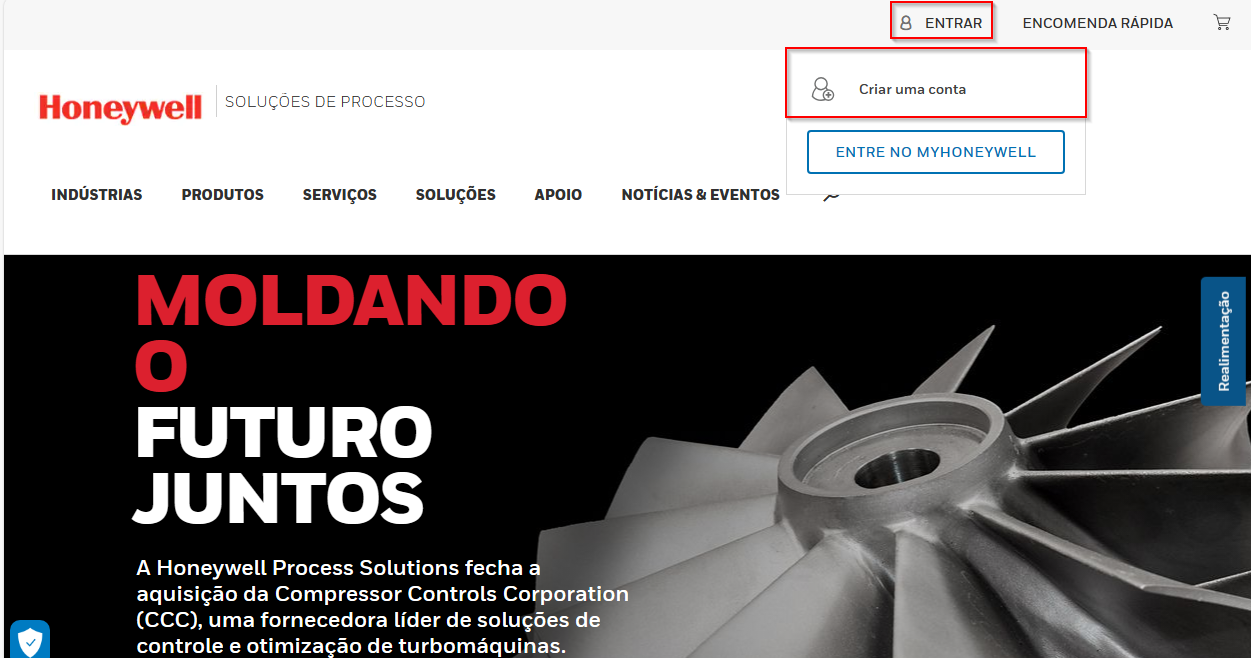 ENTRAR
ENCOMENDA RÁPIDA
Honeywell
SOLUÇÕES DE PROCESSO
Criar uma conta
ENTRE NO MYHONEYWELL
INDÚSTRIAS
PRODUTOS
SERVIÇOS
SOLUÇÕES
APOIO
NOTÍCIAS & EVENTOS
MOLDANDO
O
FUTURO
JUNTOS
Realimentação
A Honeywell Process Solutions fecha a
aquisição da Compressor Controls Corporation
(CCC), uma fornecedora líder de soluções de
controle e otimização de turbomáquinas.